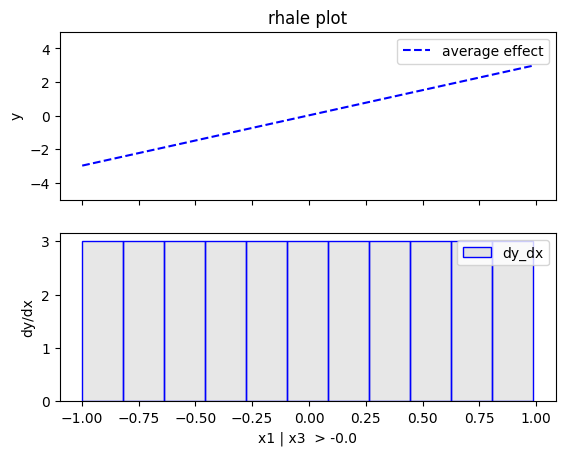 rhale plot
average effect
4
2
0
−2
−4
y
dy_dx
3
2
1
0
dy/dx
−1.00 −0.75 −0.50 −0.25 0.00 0.25 0.50 0.75 1.00
x1 | x3  > -0.0